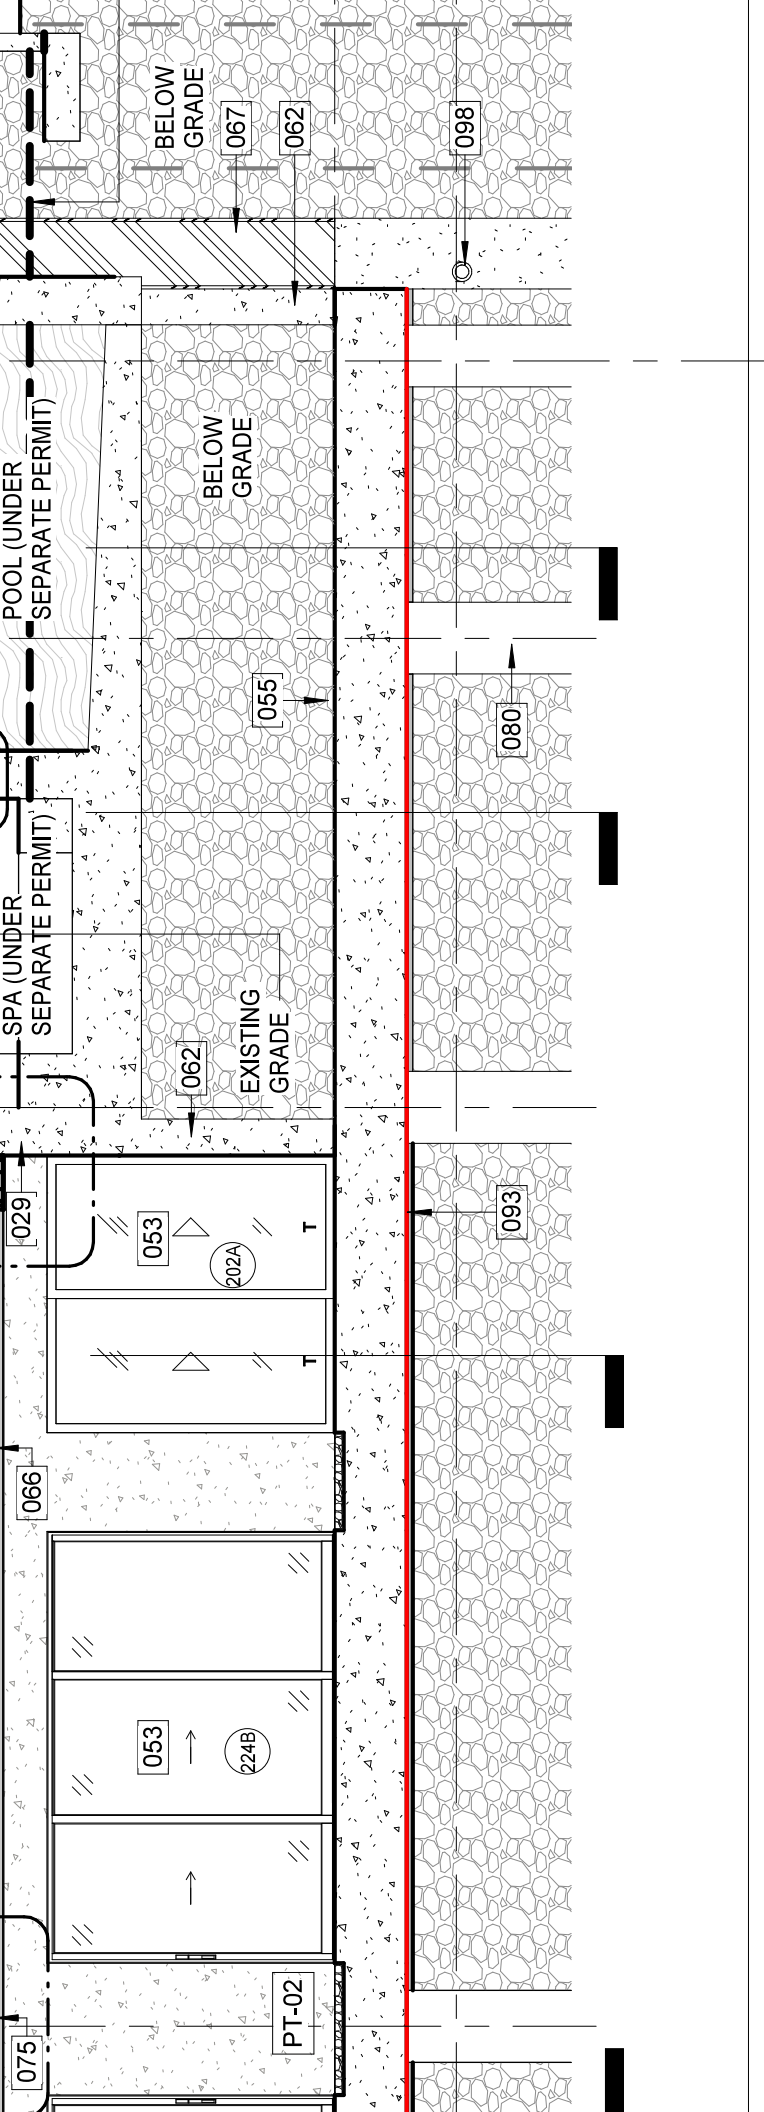 BELOW
GRADE
067
062
098
POOL (UNDER
SEPARATE PERMIT)
BELOW
GRADE
055
080
SPA (UNDER
SEPARATE PERMIT)
EXISTING
GRADE
062
029
053
202A
T
T
093
066
053
224B
PT-02
075